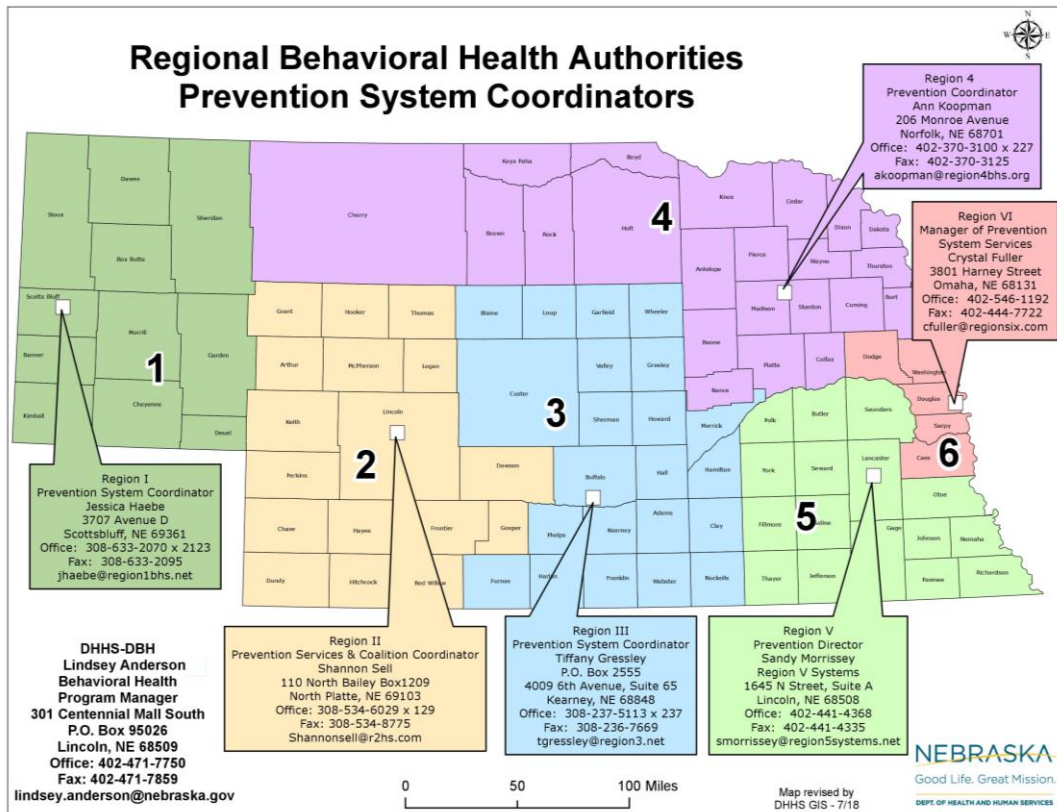 Regional Behavioral Health Authorities
Prevention System Coordinators
N
W
E
S
Region 4
Prevention Coordinator
Ann Koopman
206 Monroe Avenue
Norfolk, NE 68701
Office: 402-370-3100 x 227
Fax: 402-370-3125
akoopman@region4bhs.org
Region VI
Manager of Prevention
System Services
Crystal Fuller
3801 Harney Street
Omaha, NE 68131
Office: 402-546-1192
Fax: 402-444-7722
cfuller@regionsix.com
Sioux
Dawes
Sheridan
Box Butte
Scotts Bluff
Morrill
Garden
Banner
Kimball
Cheyenne
Deuel
1
Cherry
Keya Paha
Boyd
Brown
Rock
Holt
4
Knox
Cedar
Dixon
Dakota
Antelope
Pierce
Wayne
Thurston
Madison
Stanton
Cuming
Burt
Boone
Platte
Colfax
Nance
Grant
Hooker
Thomas
Arthur
McPherson
Logan
Keith
Lincoln
Perkins
Dawson
Chase
Hayes
Frontier
Gosper
Dundy
Hitchcock
Red Willow
2
Blaine
Loup
Garfield
Wheeler
Custer
Valley
Greeley
Sherman
Howard
Merrick
Buffalo
Hall
Hamilton
Phelps
Kearney
Adams
Clay
Furnas
Harlan
Franklin
Webster
Nuckolls
3
Polk
Butler
Saunders
York
Seward
Lancaster
Otoe
Fillmore
Saline
Gage
Johnson
Nemaha
Thayer
Jefferson
Pawnee
Richardson
5
Dodge
Washington
Douglas
Sarpy
Cass
6
Region I
Prevention System Coordinator
Jessica Haebe
3707 Avenue D
Scottsbluff, NE 69361
Office: 308-633-2070 x 2123
Fax: 308-633-2095
jhaebe@region1bhs.net
Region II
Prevention Services & Coalition Coordinator
Shannon Sell
110 North Bailey Box1209
North Platte, NE 69103
Office: 308-534-6029 x 129
Fax: 308-534-8775
Shannonsell@r2hs.com
Region III
Prevention System Coordinator
Tiffany Gressley
P.O. Box 2555
4009 6th Avenue, Suite 65
Kearney, NE 68848
Office: 308-237-5113 x 237
Fax: 308-236-7669
tgressley@region3.net
Region V
Prevention Director
Sandy Morrissey
Region V Systems
1645 N Street, Suite A
Lincoln, NE 68508
Office: 402-441-4368
Fax: 402-441-4335
smorrissey@region5systems.net
DHHS-DBH
Lindsey Anderson
Behavioral Health
Program Manager
301 Centennial Mall South
P.O. Box 95026
Lincoln, NE 68509
Office: 402-471-7750
Fax: 402-471-7859
lindsey.anderson@nebraska.gov
0 50 100 Miles
Map revised by
DHHS GIS - 7/18
NEBRASKA
Good Life. Great Mission.
DEPT. OF HEALTH AND HUMAN SERVICES